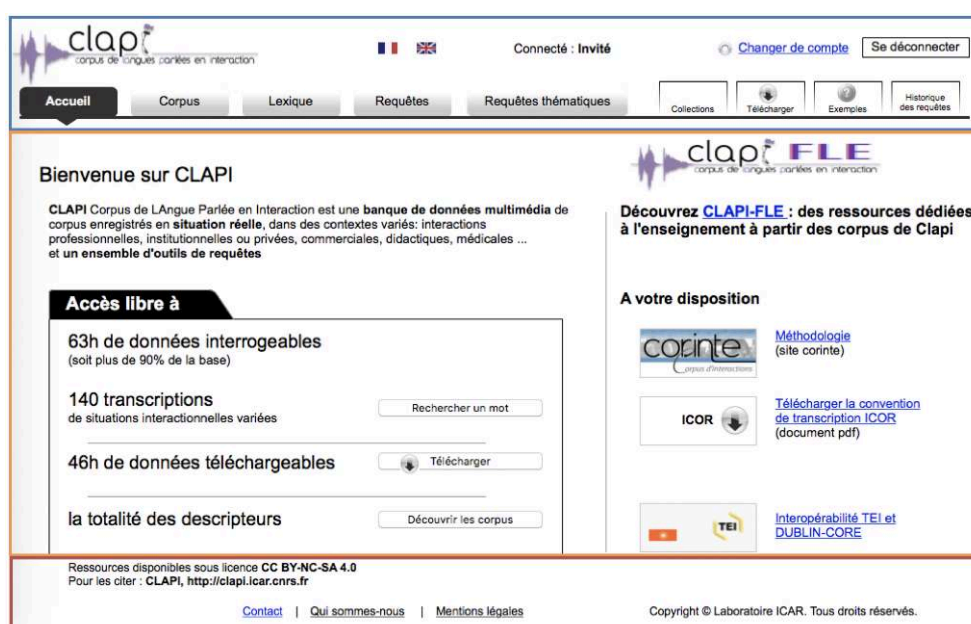 clapi
corpus de langues parlées en interaction
Connecté : Invité
Changer de compte
Se déconnecter
Accueil
Corpus
Lexique
Requêtes
Requêtes thématiques
Collections
Télécharger
Exemples
Historique
des requêtes
Bienvenue sur CLAPI
CLAPI Corpus de LAngue Parlée en Interaction est une banque de données multimédia de
corpus enregistrés en situation réelle, dans des contextes variés: interactions
professionnelles, institutionnelles ou privées, commerciales, didactiques, médicales ...
et un ensemble d'outils de requêtes
Accès libre à
63h de données interrogeables
(soit plus de 90% de la base)
140 transcriptions
de situations interactionnelles variées
Rechercher un mot
46h de données téléchargeables
Télécharger
la totalité des descripteurs
Découvrir les corpus
clapi FLE
corpus de langues parlées en interaction
Découvrez CLAPI-FLE : des ressources dédiées
à l'enseignement à partir des corpus de Clapi
A votre disposition
corinte
Corpus d'interactions
Méthodologie
(site corinte)
ICOR
Télécharger la convention
de transcription ICOR
(document pdf)
TEI
Interopérabilité TEI et
DUBLIN-CORE
Ressources disponibles sous licence CC BY-NC-SA 4.0
Pour les citer : CLAPI, http://clapi.icar.cnrs.fr
Contact | Qui sommes-nous | Mentions légales
Copyright © Laboratoire ICAR. Tous droits réservés.